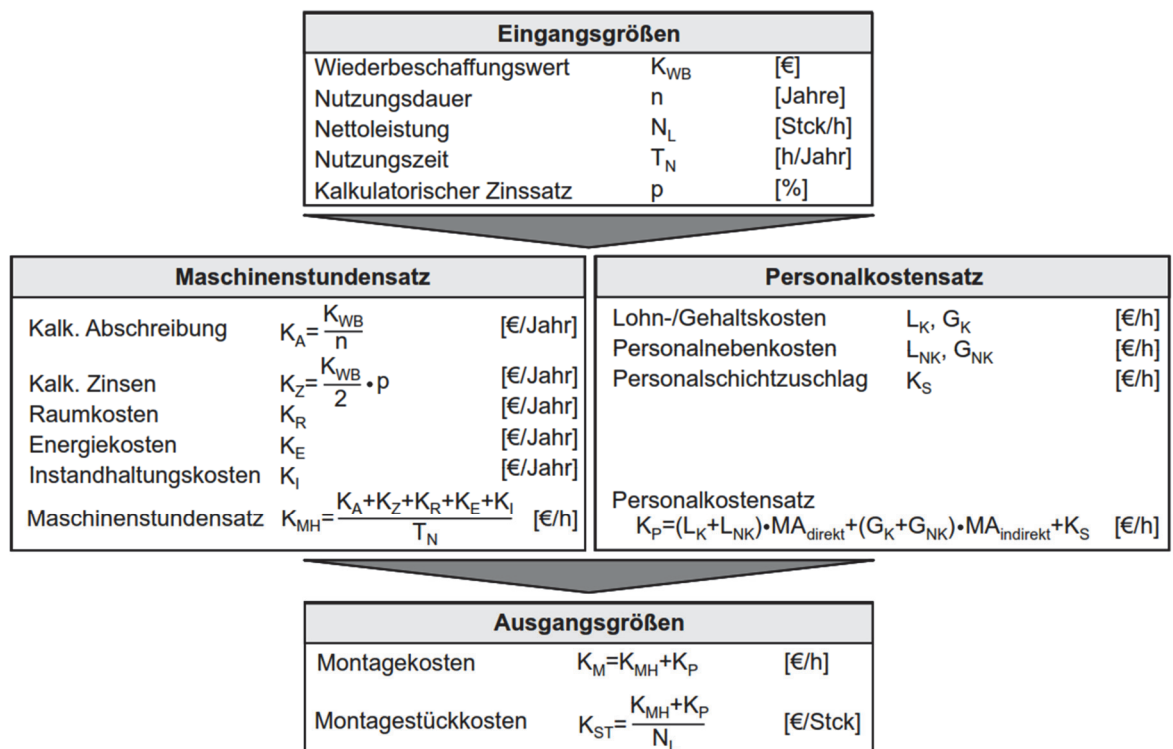 Eingangsgrößen
Wiederbeschaffungswert K_WB [€]
Nutzungsdauer n [Jahre]
Nettoleistung N_L [Stck/h]
Nutzungszeit T_N [h/Jahr]
Kalkulatorischer Zinssatz p [%]
Maschinenstundensatz
Kalk. Abschreibung K_A=K_WB/n [€/Jahr]
Kalk. Zinsen K_Z=K_WB/2•p [€/Jahr]
Raumkosten K_R [€/Jahr]
Energiekosten K_E [€/Jahr]
Instandhaltungskosten K_I [€/Jahr]
Maschinenstundensatz K_MH=(K_A+K_Z+K_R+K_E+K_I)/T_N [€/h]
Personalkostensatz
Lohn-/Gehaltskosten L_K, G_K [€/h]
Personalnebenkosten L_NK, G_NK [€/h]
Personalschichtzuschlag K_S [€/h]
Personalkostensatz
K_P=(L_K+L_NK)•MA_direkt+(G_K+G_NK)•MA_indirekt+K_S [€/h]
Ausgangsgrößen
Montagekosten K_M=K_MH+K_P [€/h]
Montagestückkosten K_ST=(K_MH+K_P)/N_L [€/Stck]